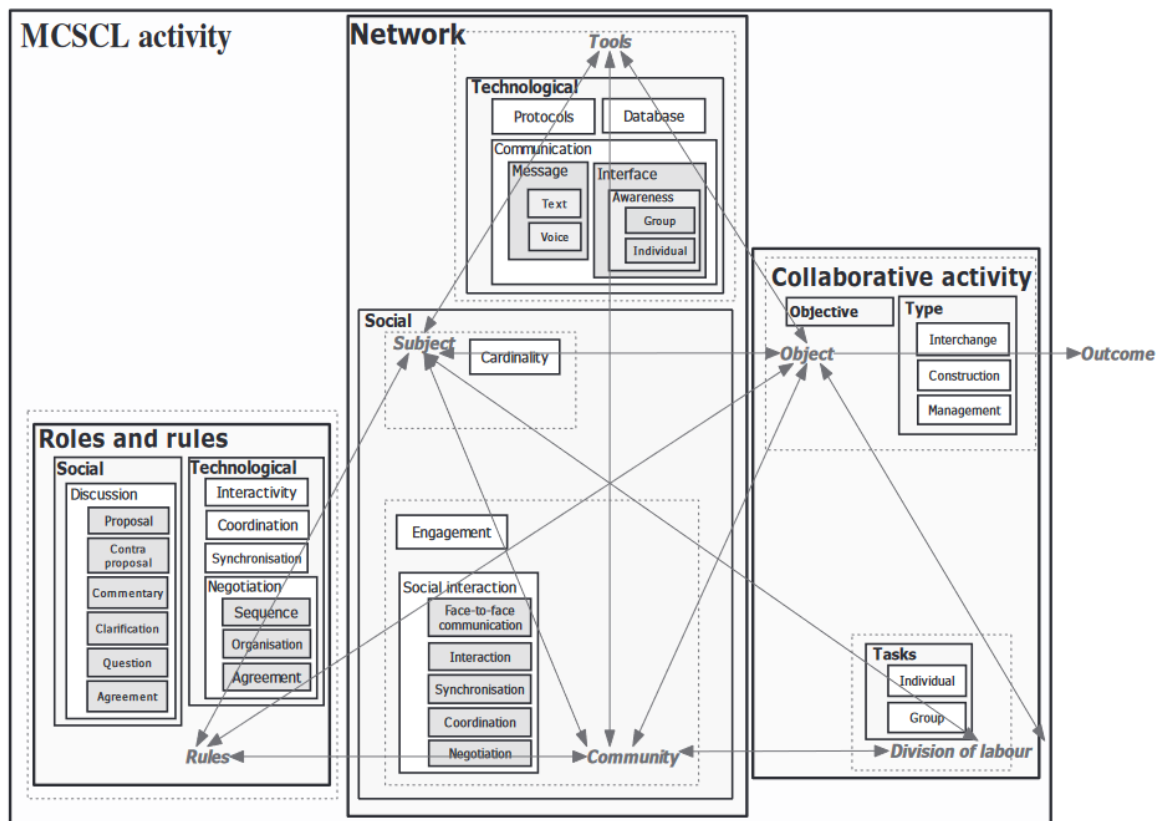 MCSCL activity
Network
Tools
Technological
Protocols
Database
Communication
Message
Text
Voice
Interface
Awareness
Group
Individual
Social
Subject
Cardinality
Engagement
Social interaction
Face-to-face
communication
Interaction
Synchronisation
Coordination
Negotiation
Community
Roles and rules
Social
Discussion
Proposal
Contra
proposal
Commentary
Clarification
Question
Agreement
Technological
Interactivity
Coordination
Synchronisation
Negotiation
Sequence
Organisation
Agreement
Rules
Collaborative activity
Objective
Type
Interchange
Construction
Management
Object
Outcome
Tasks
Individual
Group
Division of labour